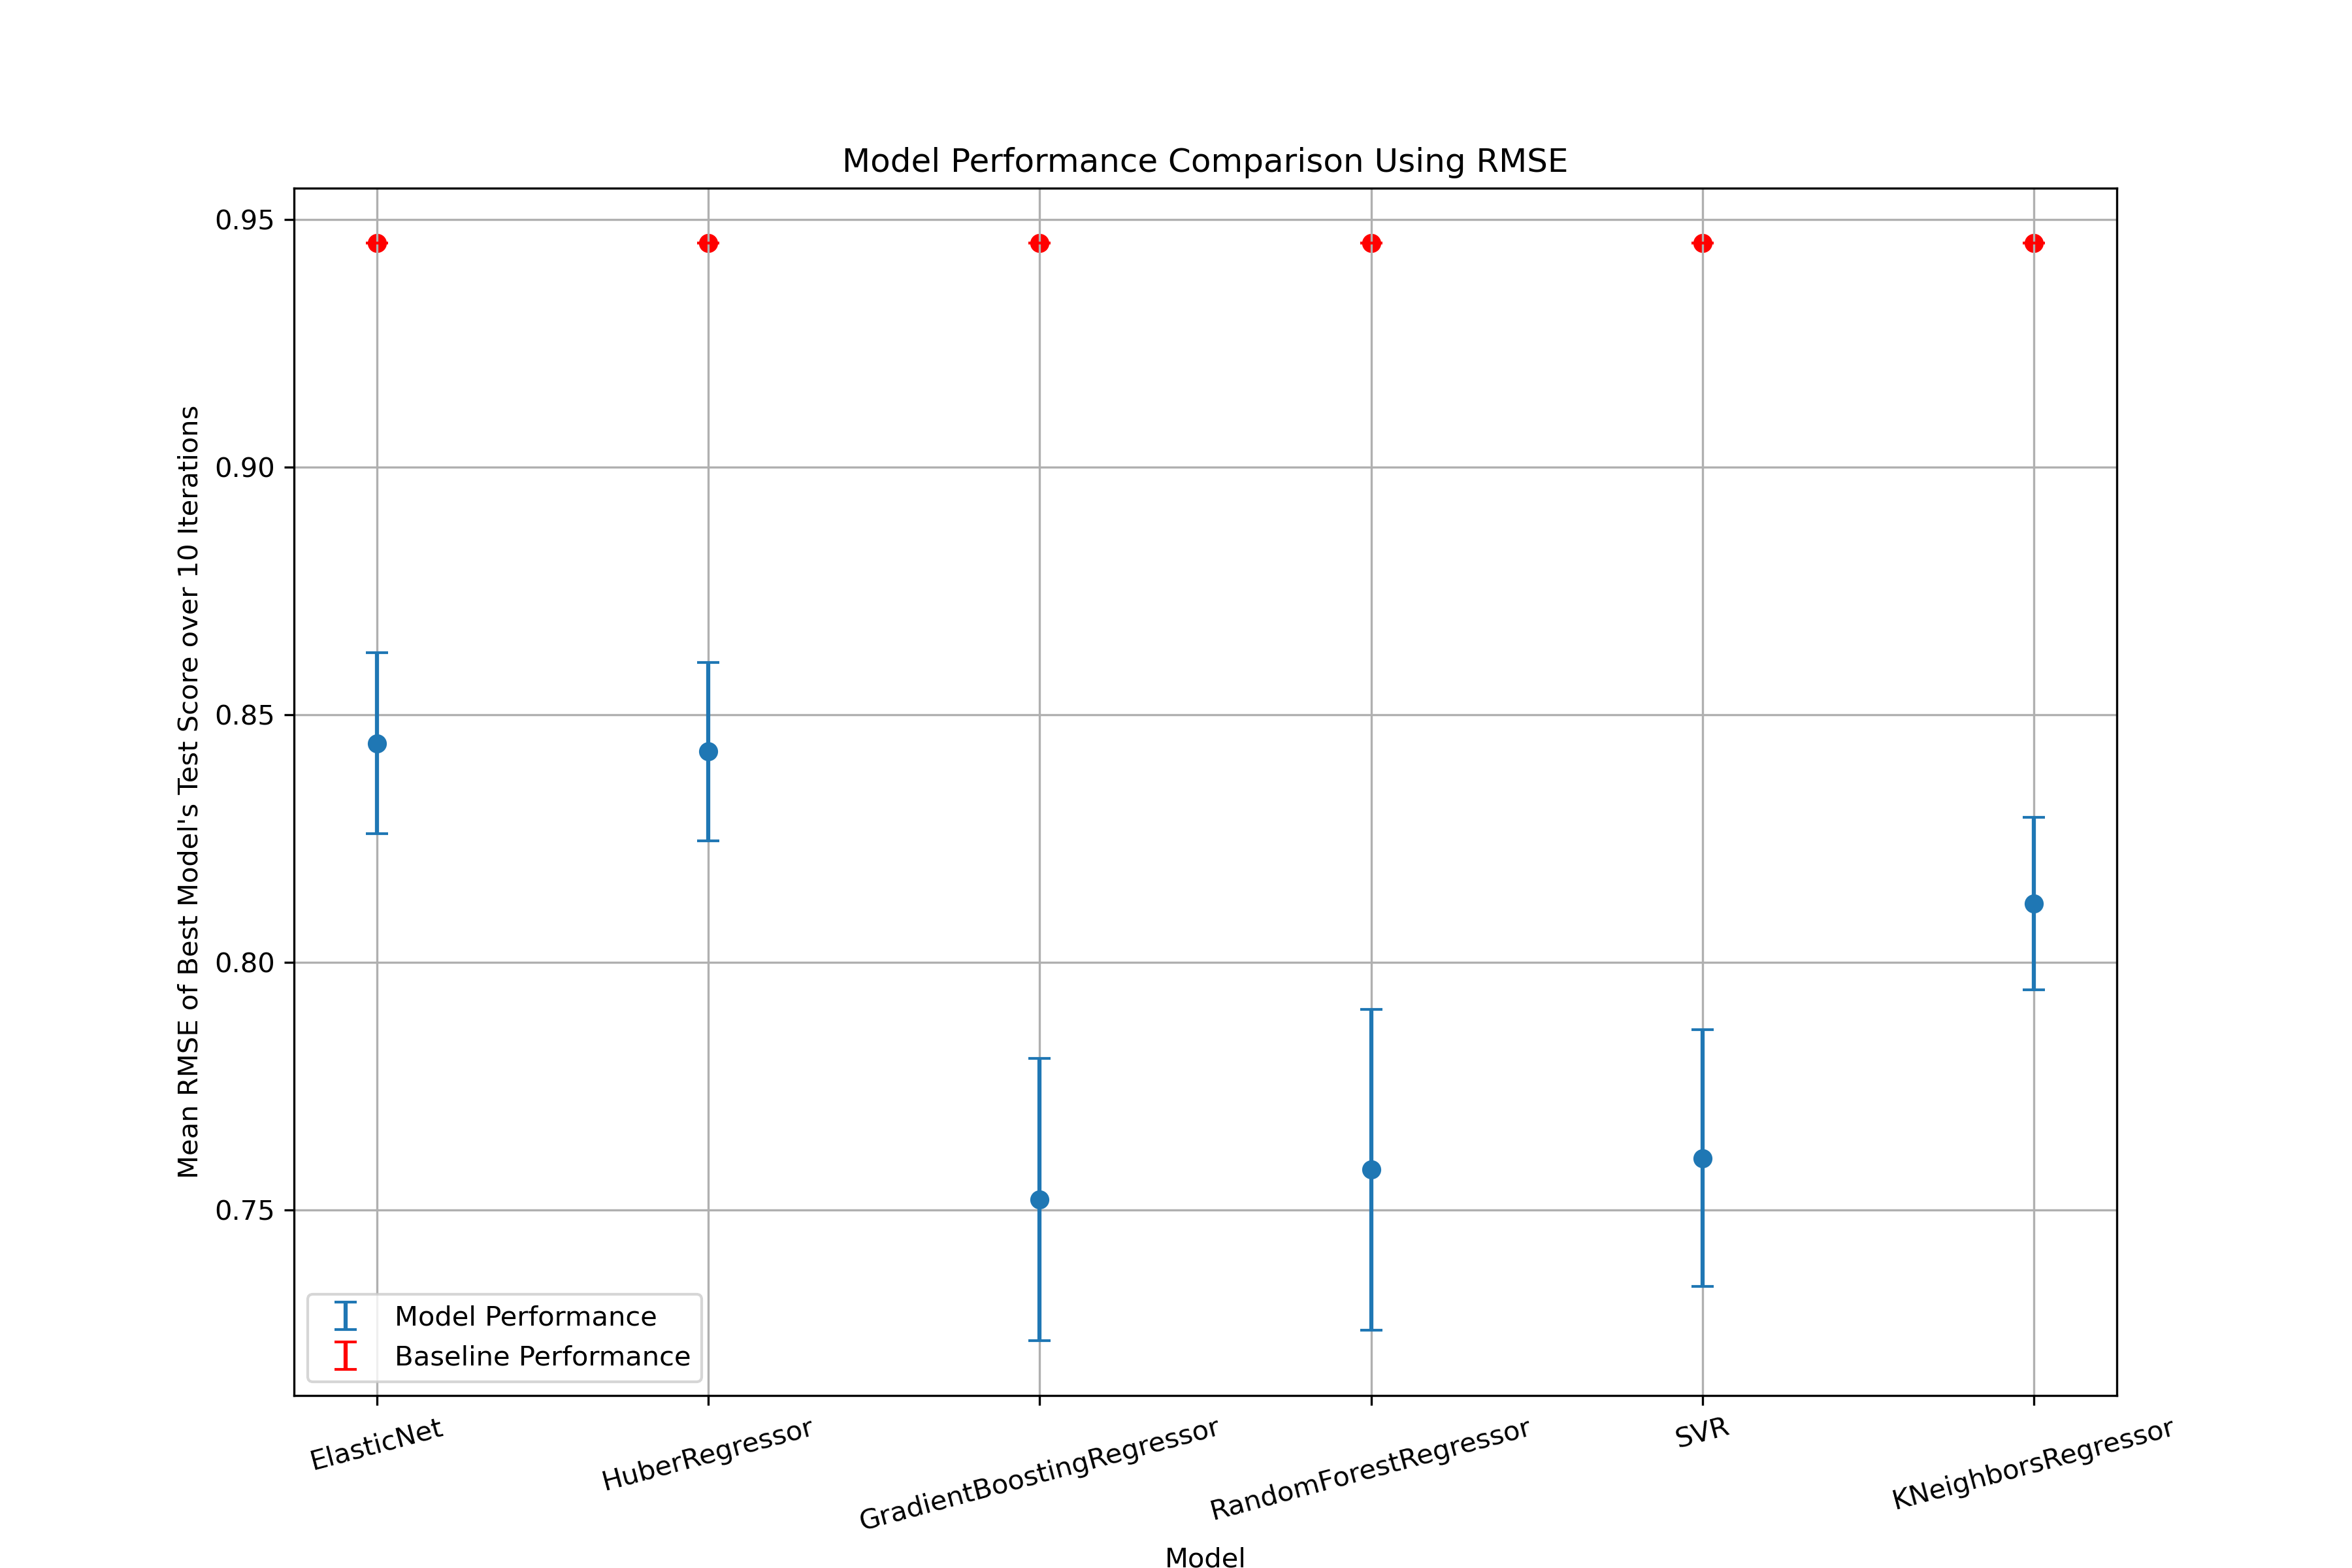 Model Performance Comparison Using RMSE
Mean RMSE of Best Model's Test Score over 10 Iterations
0.95
0.90
0.85
0.80
0.75
Model Performance
Baseline Performance
ElasticNet
HuberRegressor
GradientBoostingRegressor
RandomForestRegressor
SVR
KNeighborsRegressor
Model